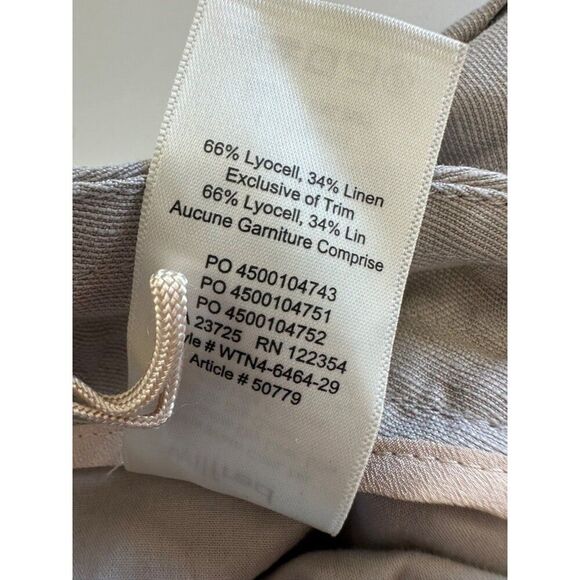 66% Lyocell, 34% Linen
Exclusive of Trim
66% Lyocell, 34% Lin
Aucune Garniture Comprise
PO 4500104743
PO 4500104751
PO 4500104752
23725 RN 122354
# WTN4-6464-29
Article # 50779